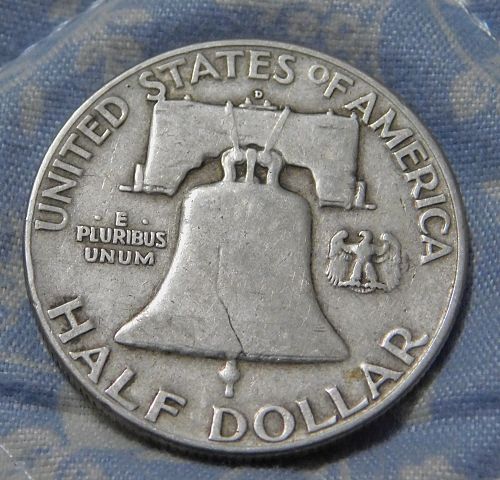 UNITED STATES OF AMERICA
D
· E ·
PLURIBUS
UNUM
HALF DOLLAR